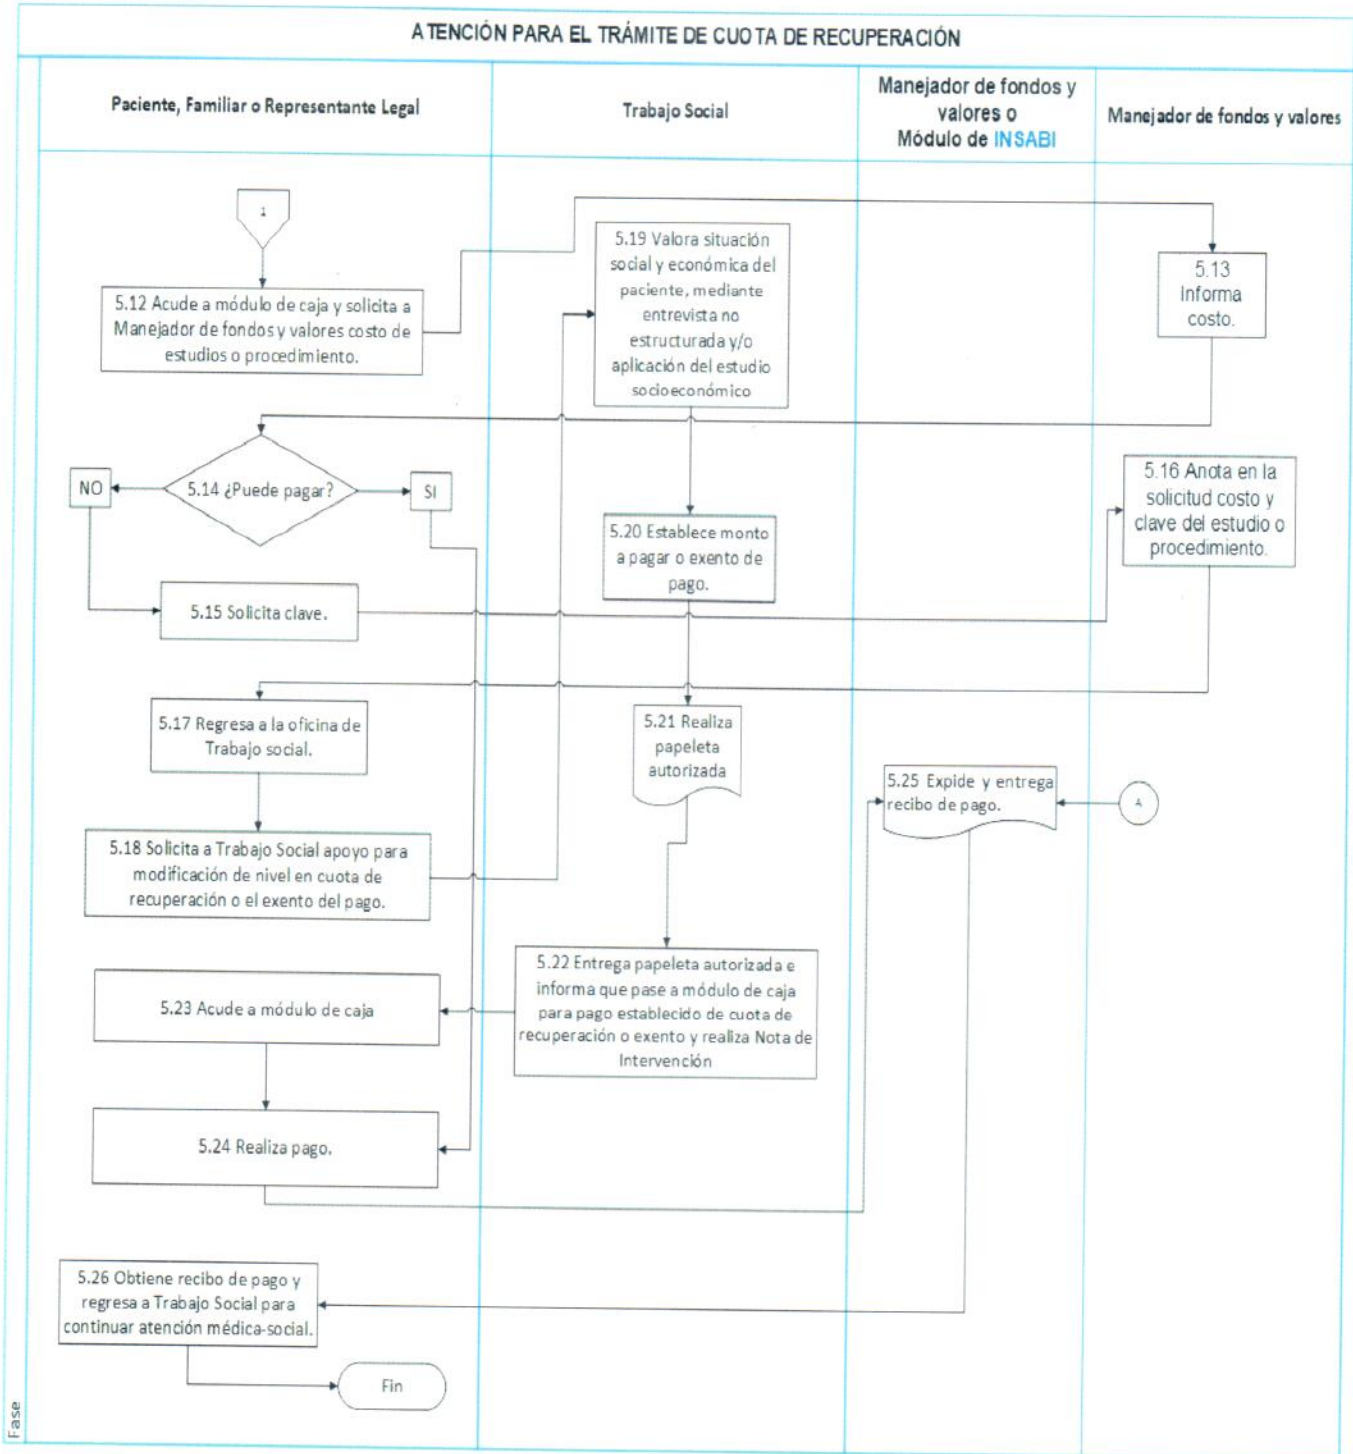 ATENCIÓN PARA EL TRÁMITE DE CUOTA DE RECUPERACIÓN
Paciente, Familiar o Representante Legal
Trabajo Social
Manejador de fondos y
valores o
Módulo de INSABI
Manejador de fondos y valores
1
5.12 Acude a módulo de caja y solicita a
Manejador de fondos y valores costo de
estudios o procedimiento.
5.19 Valora situación
social y económica del
paciente, mediante
entrevista no
estructurada y/o
aplicación del estudio
socioeconómico
5.13
Informa
costo.
NO
5.14 ¿Puede pagar?
SI
5.16 Anota en la
solicitud costo y
clave del estudio o
procedimiento.
5.20 Establece monto
a pagar o exento de
pago.
5.15 Solicita clave.
5.17 Regresa a la oficina de
Trabajo social.
5.21 Realiza
papeleta
autorizada
5.25 Expide y entrega
recibo de pago.
A
5.18 Solicita a Trabajo Social apoyo para
modificación de nivel en cuota de
recuperación o el exento del pago.
5.22 Entrega papeleta autorizada e
informa que pase a módulo de caja
para pago establecido de cuota de
recuperación o exento y realiza Nota de
Intervención
5.23 Acude a módulo de caja
5.24 Realiza pago.
5.26 Obtiene recibo de pago y
regresa a Trabajo Social para
continuar atención médica-social.
Fin
Fase